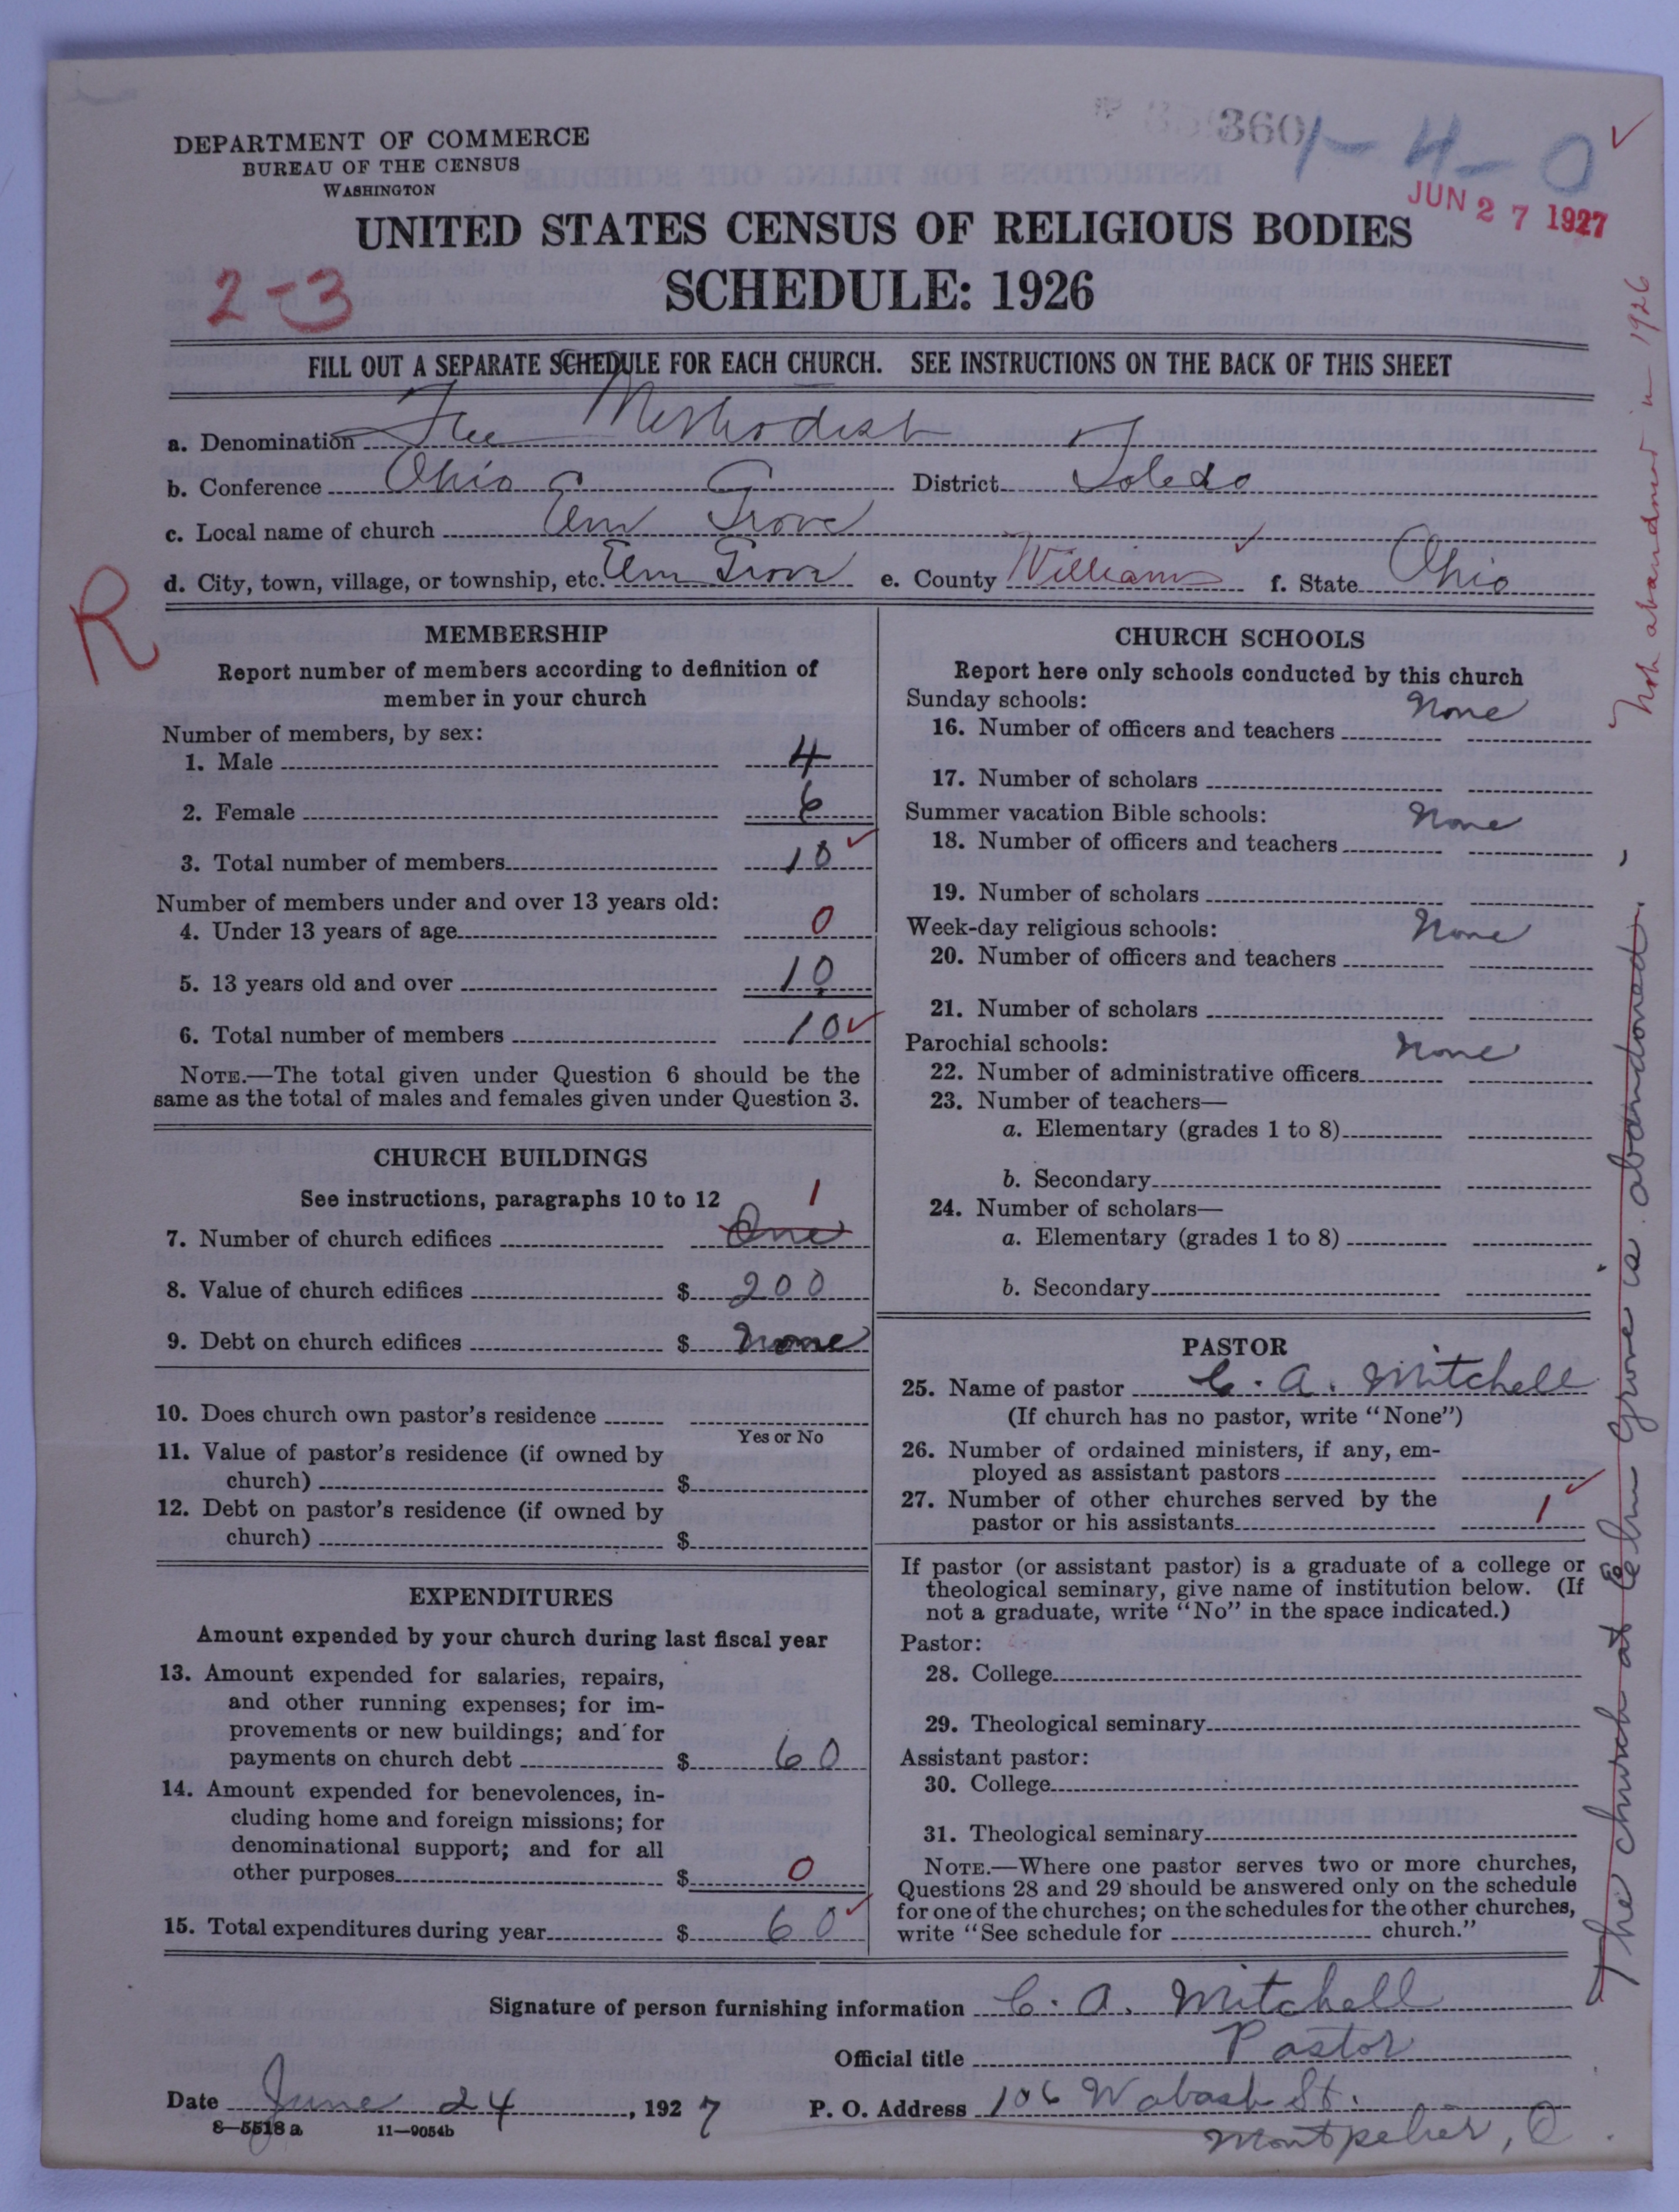 360
1-4-0
JUN 27 1927
DEPARTMENT OF COMMERCE
BUREAU OF THE CENSUS
WASHINGTON
UNITED STATES CENSUS OF RELIGIOUS BODIES
2-3
SCHEDULE: 1926
FILL OUT A SEPARATE SCHEDULE FOR EACH CHURCH. SEE INSTRUCTIONS ON THE BACK OF THIS SHEET
a. Denomination Free Methodist
b. Conference Ohio District Toledo
c. Local name of church Elm Grove
d. City, town, village, or township, etc. Elm Grove e. County Williams f. State Ohio
R
MEMBERSHIP
Report number of members according to definition of
member in your church
Number of members, by sex:
1. Male 4
2. Female 6
3. Total number of members 10
Number of members under and over 13 years old:
4. Under 13 years of age 0
5. 13 years old and over 10
6. Total number of members 10
NOTE.—The total given under Question 6 should be the
same as the total of males and females given under Question 3.
CHURCH BUILDINGS
See instructions, paragraphs 10 to 12
1
7. Number of church edifices One
8. Value of church edifices $ 200
9. Debt on church edifices $ None
10. Does church own pastor's residence
Yes or No
11. Value of pastor's residence (if owned by
church) $
12. Debt on pastor's residence (if owned by
church) $
EXPENDITURES
Amount expended by your church during last fiscal year
13. Amount expended for salaries, repairs,
and other running expenses; for im-
provements or new buildings; and for
payments on church debt $ 60
14. Amount expended for benevolences, in-
cluding home and foreign missions; for
denominational support; and for all
other purposes $ 0
15. Total expenditures during year $ 60
CHURCH SCHOOLS
Report here only schools conducted by this church
Sunday schools: None
16. Number of officers and teachers
17. Number of scholars
Summer vacation Bible schools: None
18. Number of officers and teachers
19. Number of scholars
Week-day religious schools: None
20. Number of officers and teachers
21. Number of scholars
Parochial schools: None
22. Number of administrative officers
23. Number of teachers—
a. Elementary (grades 1 to 8)
b. Secondary
24. Number of scholars—
a. Elementary (grades 1 to 8)
b. Secondary
PASTOR
25. Name of pastor C. A. Mitchell
(If church has no pastor, write "None")
26. Number of ordained ministers, if any, em-
ployed as assistant pastors
27. Number of other churches served by the
pastor or his assistants 1
If pastor (or assistant pastor) is a graduate of a college or
theological seminary, give name of institution below. (If
not a graduate, write "No" in the space indicated.)
Pastor:
28. College
29. Theological seminary
Assistant pastor:
30. College
31. Theological seminary
NOTE.—Where one pastor serves two or more churches,
Questions 28 and 29 should be answered only on the schedule
for one of the churches; on the schedules for the other churches,
write "See schedule for church."
Signature of person furnishing information C. A. Mitchell
Official title Pastor
Date June 24, 1927 P. O. Address 106 Wabash St.
Montpelier, O.
8—5518 a 11—9054b
The church at Elm Grove is abandoned.
Not abandoned in 1926